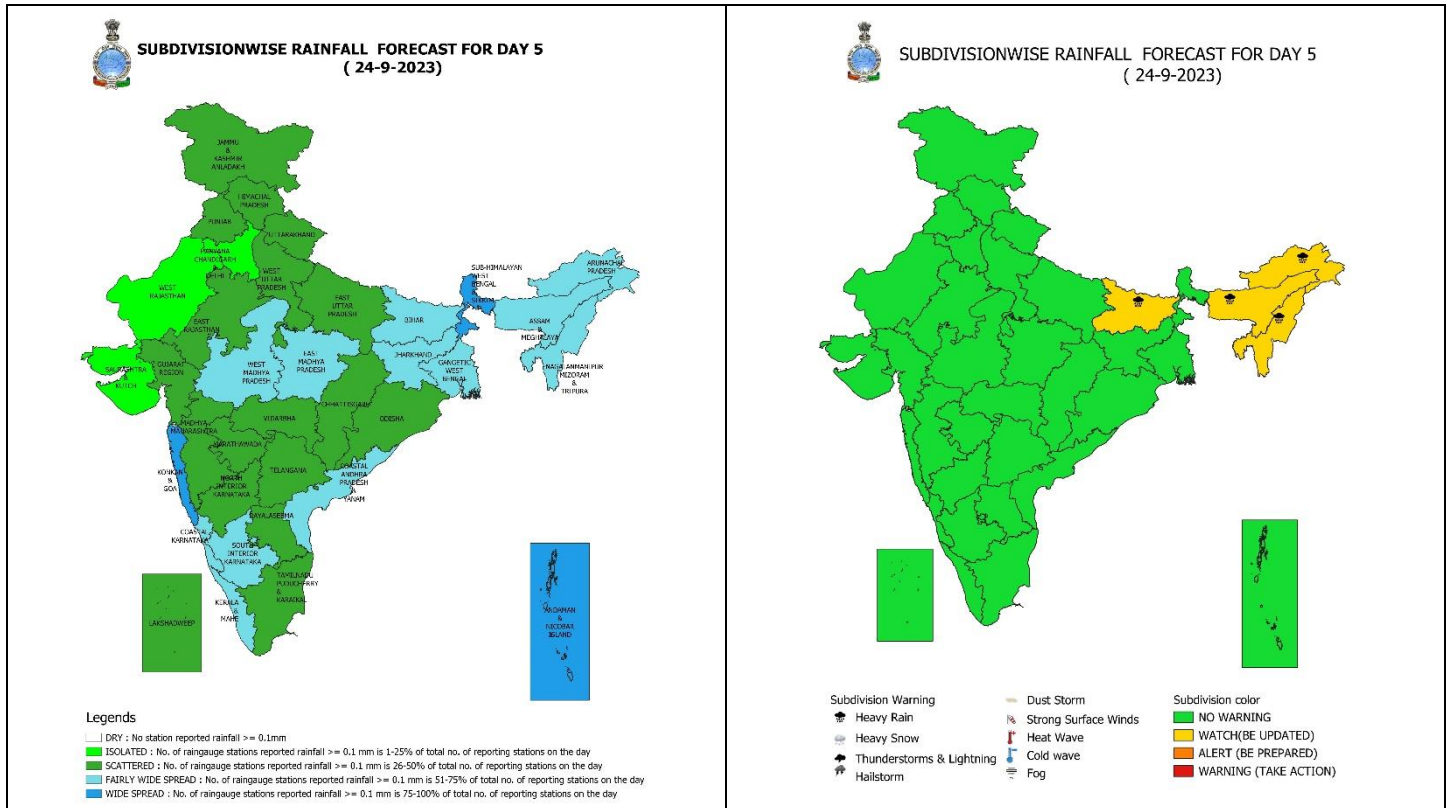 SUBDIVISIONWISE RAINFALL FORECAST FOR DAY 5
( 24-9-2023)
JAMMU
&
KASHMIR
ANLADAKH
HIMACHAL
PRADESH
PUNJAB
UTTARAKHAND
HARYANA
CHANDIGARH
DELHI
WEST
UTTAR
PRADESH
WEST
RAJASTHAN
EAST
UTTAR
PRADESH
EAST
RAJASTHAN
SUB-HIMALAYAN
WEST
BENGAL
&
SIKKIM
ARUNACHAL
PRADESH
BIHAR
ASSAM
&
MEGHALAYA
JHARKHAND
GANGETIC
WEST
BENGAL
NAGALANMANIPUR
MIZORAM
&
TRIPURA
SAURASHTRA
&
KUTCH
GUJARAT
REGION
WEST
MADHYA
PRADESH
EAST
MADHYA
PRADESH
CHHATTISGARH
ODISHA
VIDARBHA
MADHYA
MAHARASHTRA
MARATHAWADA
KONKAN
&
GOA
TELANGANA
COASTAL
ANDHRA
PRADESH
&
YANAM
NORTH
INTERIOR
KARNATAKA
RAYALASEEMA
COASTAL
KARNATAKA
SOUTH
INTERIOR
KARNATAKA
TAMILNADU
PUDUCHERRY
&
KARAIKAL
KERALA
&
MAHE
LAKSHADWEEP
ANDAMAN
&
NICOBAR
ISLAND
Legends
DRY : No station reported rainfall >= 0.1mm
ISOLATED : No. of raingauge stations reported rainfall >= 0.1 mm is 1-25% of total no. of reporting stations on the day
SCATTERED : No. of raingauge stations reported rainfall >= 0.1 mm is 26-50% of total no. of reporting stations on the day
FAIRLY WIDE SPREAD : No. of raingauge stations reported rainfall >= 0.1 mm is 51-75% of total no. of reporting stations on the day
WIDE SPREAD : No. of raingauge stations reported rainfall >= 0.1 mm is 75-100% of total no. of reporting stations on the day
SUBDIVISIONWISE RAINFALL FORECAST FOR DAY 5
( 24-9-2023)
Subdivision Warning
Heavy Rain
Heavy Snow
Thunderstorms & Lightning
Hailstorm
Dust Storm
Strong Surface Winds
Heat Wave
Cold wave
Fog
Subdivision color
NO WARNING
WATCH(BE UPDATED)
ALERT (BE PREPARED)
WARNING (TAKE ACTION)